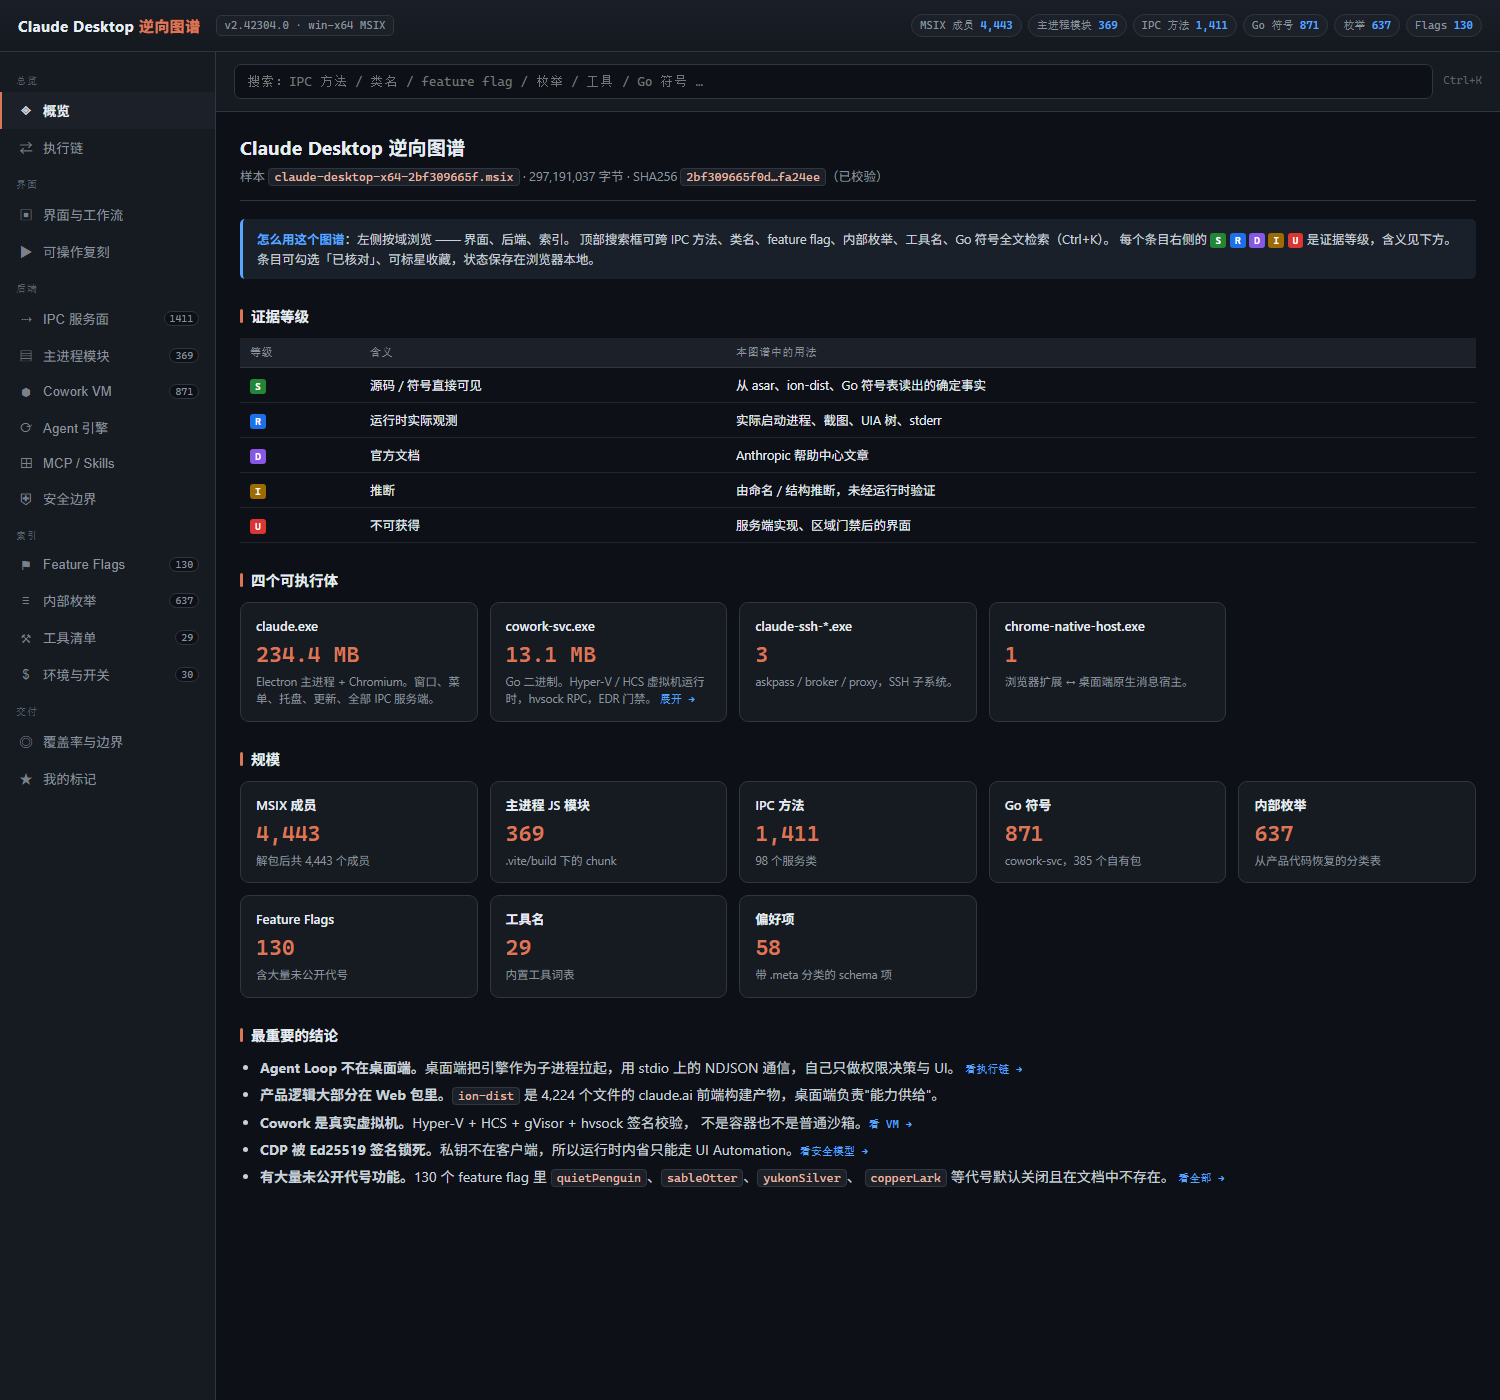 Claude Desktop 逆向图谱
v2.42304.0 · win-x64 MSIX
MSIX 成员 4,443
主进程模块 369
IPC 方法 1,411
Go 符号 871
枚举 637
Flags 130
总览
概览
执行链
界面
界面与工作流
可操作复刻
后端
IPC 服务面 1411
主进程模块 369
Cowork VM 871
Agent 引擎
MCP / Skills
安全边界
索引
Feature Flags 130
内部枚举 637
工具清单 29
$ 环境与开关 30
交付
覆盖率与边界
我的标记
搜索: IPC 方法 / 类名 / feature flag / 枚举 / 工具 / Go 符号 …
Ctrl+K
Claude Desktop 逆向图谱
样本 claude-desktop-x64-2bf309665f.msix · 297,191,037 字节 · SHA256 2bf309665f0d…fa24ee（已校验）
怎么用这个图谱：左侧按域浏览 —— 界面、后端、索引。 顶部搜索框可跨 IPC 方法、类名、feature flag、内部枚举、工具名、Go 符号全文检索（Ctrl+K）。 每个条目右侧的 S R D I U 是证据等级，含义见下方。
条目可勾选「已核对」、可标星收藏，状态保存在浏览器本地。
证据等级
等级 含义 本图谱中的用法
S 源码 / 符号直接可见 从 asar、ion-dist、Go 符号表读出的确定事实
R 运行时实际观测 实际启动进程、截图、UIA 树、stderr
D 官方文档 Anthropic 帮助中心文章
I 推断 由命名 / 结构推断，未经运行时验证
U 不可获得 服务端实现、区域门禁后的界面
四个可执行体
claude.exe
234.4 MB
Electron 主进程 + Chromium。窗口、菜
单、托盘、更新、全部 IPC 服务端。
cowork-svc.exe
13.1 MB
Go 二进制。Hyper-V / HCS 虚拟机运行
时，hvsock RPC，EDR 门禁。 展开 →
claude-ssh-*.exe
3
askpass / broker / proxy，SSH 子系统。
chrome-native-host.exe
1
浏览器扩展 ↔ 桌面端原生消息宿主。
规模
MSIX 成员
4,443
解包后共 4,443 个成员
主进程 JS 模块
369
.vite/build 下的 chunk
IPC 方法
1,411
98 个服务类
Go 符号
871
cowork-svc，385 个自有包
内部枚举
637
从产品代码恢复的分类表
Feature Flags
130
含大量未公开代号
工具名
29
内置工具词表
偏好项
58
带 .meta 分类的 schema 项
最重要的结论
Agent Loop 不在桌面端。桌面端把引擎作为子进程拉起，用 stdio 上的 NDJSON 通信，自己只做权限决策与 UI。 看执行链 →
产品逻辑大部分在 Web 包里。 ion-dist 是 4,224 个文件的 claude.ai 前端构建产物，桌面端负责"能力供给"。
Cowork 是真实虚拟机。Hyper-V + HCS + gVisor + hvsock 签名校验， 不是容器也不是普通沙箱。 看 VM →
CDP 被 Ed25519 签名锁死。私钥不在客户端，所以运行时内省只能走 UI Automation。 看安全模型 →
有大量未公开代号功能。130 个 feature flag 里 quietPenguin、 sableOtter、 yukonSilver、 copperLark 等代号默认关闭且在文档中不存在。 看全部 →